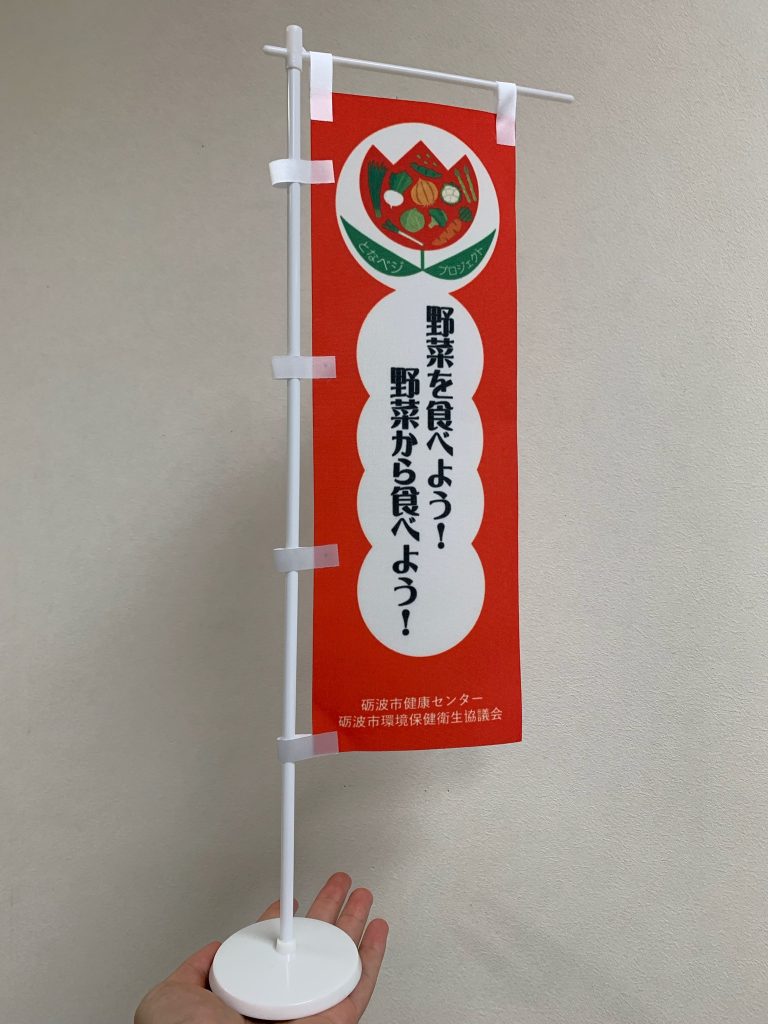 となベジ
プロジェクト
野菜を食べよう!
野菜から食べよう!
砺波市健康センター
砺波市環境保健衛生協議会